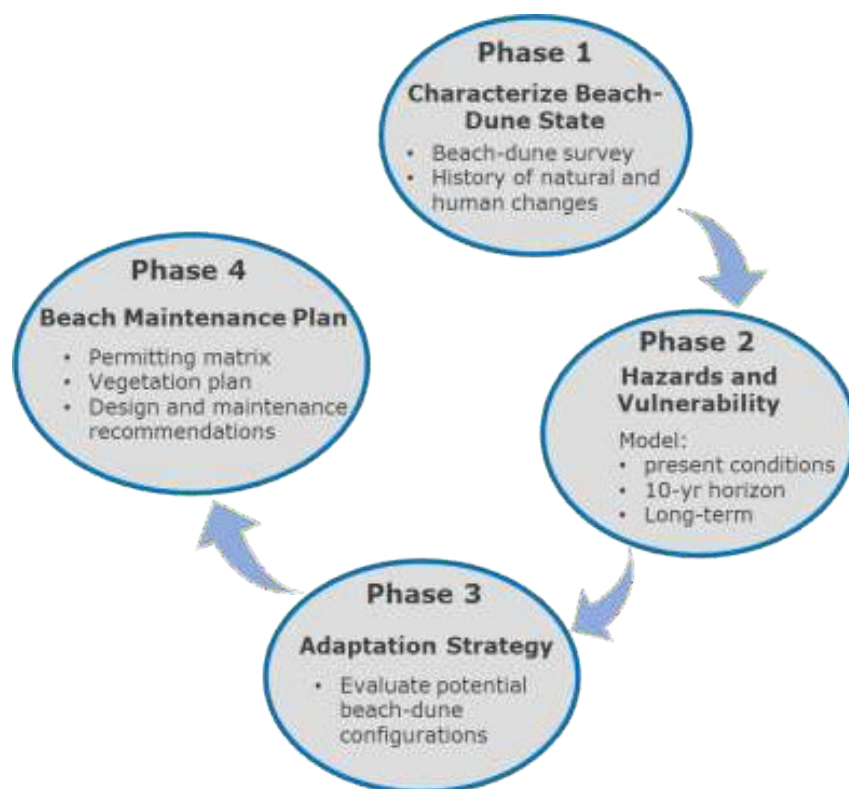 Phase 1
Characterize Beach-
Dune State
• Beach-dune survey
• History of natural and
human changes
Phase 2
Hazards and
Vulnerability
Model:
• present conditions
• 10-yr horizon
• Long-term
Phase 3
Adaptation Strategy
• Evaluate potential
beach-dune
configurations
Phase 4
Beach Maintenance Plan
• Permitting matrix
• Vegetation plan
• Design and maintenance
recommendations